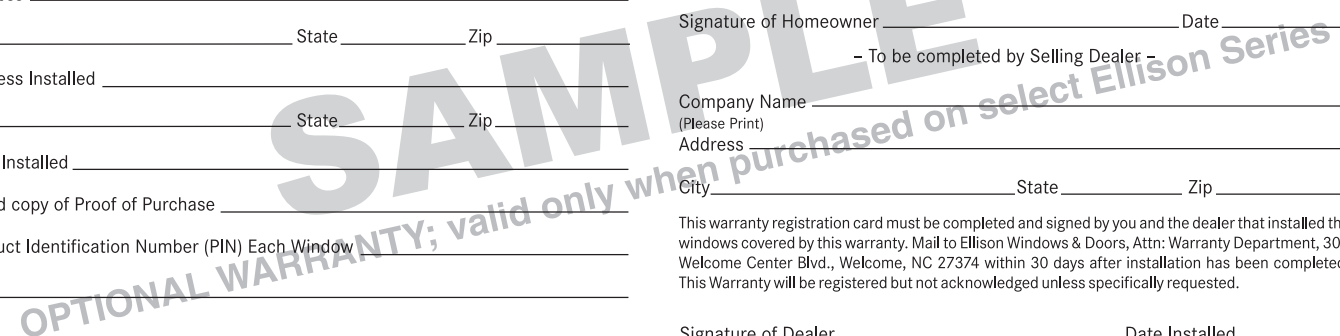 State Zip
ess Installed
State Zip
Installed
d copy of Proof of Purchase
uct Identification Number (PIN) Each Window
Signature of Homeowner Date
– To be completed by Selling Dealer –
Company Name
(Please Print)
Address
City State Zip
This warranty registration card must be completed and signed by you and the dealer that installed th
windows covered by this warranty. Mail to Ellison Windows & Doors, Attn: Warranty Department, 30
Welcome Center Blvd., Welcome, NC 27374 within 30 days after installation has been completed
This Warranty will be registered but not acknowledged unless specifically requested.
Signature of Dealer Date Installed
SAMPLE
OPTIONAL WARRANTY; valid only when purchased on select Ellison Series